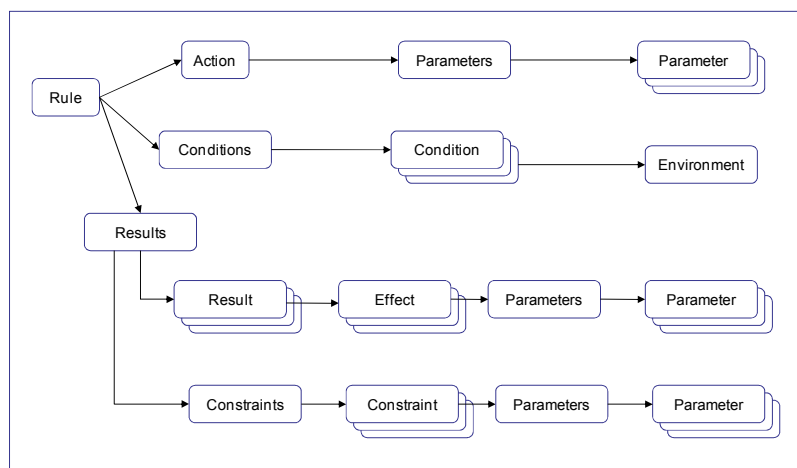 Action
Parameters
Parameter
Rule
Conditions
Condition
Environment
Results
Result
Effect
Parameters
Parameter
Constraints
Constraint
Parameters
Parameter